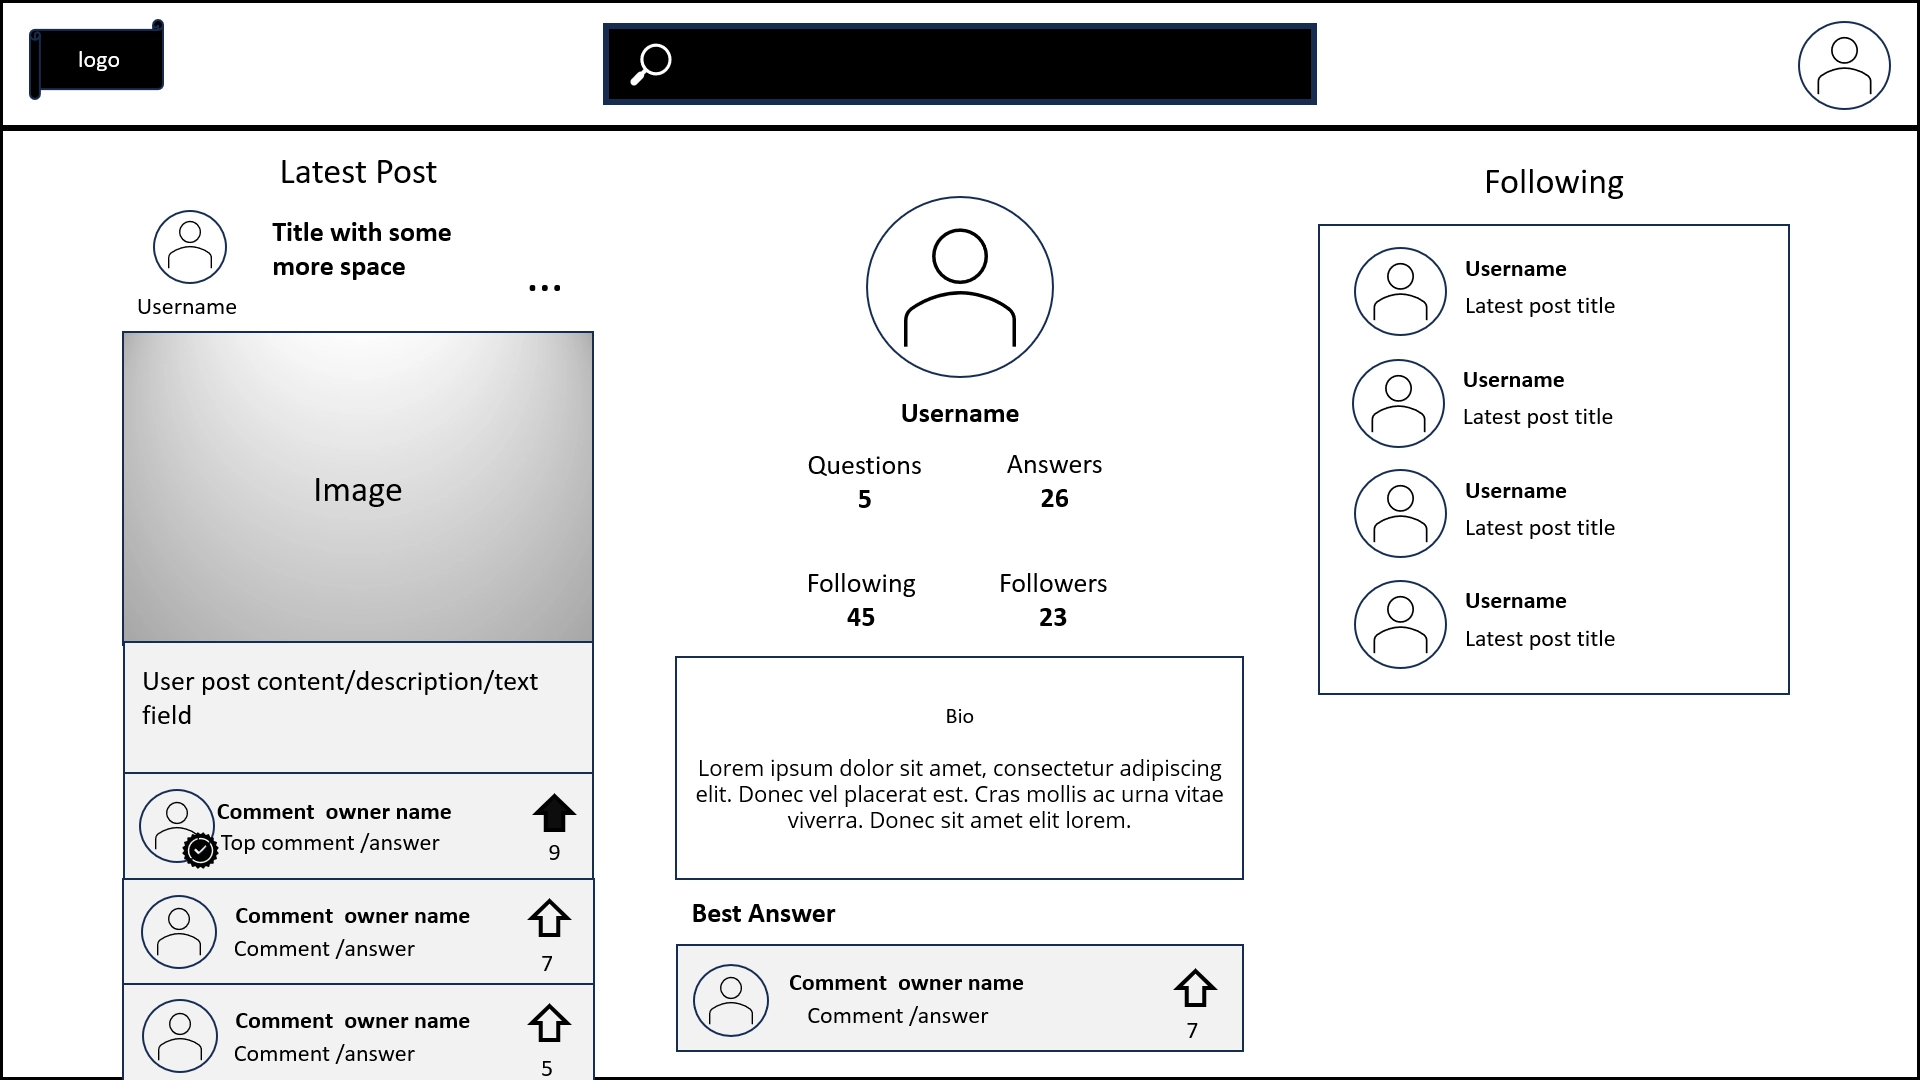 logo
Latest Post
Title with some
more space
...
Username
Image
User post content/description/text
field
Comment  owner name
Top comment /answer
9
Comment  owner name
Comment /answer
7
Comment  owner name
Comment /answer
5
Username
Questions
5
Answers
26
Following
45
Followers
23
Bio
Lorem ipsum dolor sit amet, consectetur adipiscing
elit. Donec vel placerat est. Cras mollis ac urna vitae
viverra. Donec sit amet elit lorem.
Best Answer
Comment  owner name
Comment /answer
7
Following
Username
Latest post title
Username
Latest post title
Username
Latest post title
Username
Latest post title